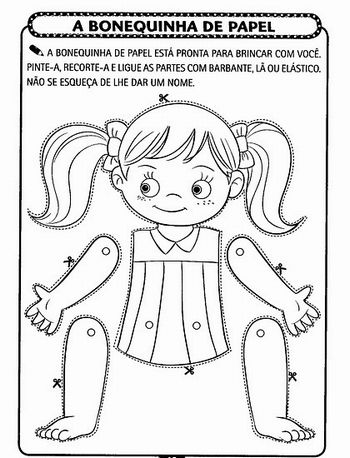 A BONEQUINHA DE PAPEL
A BONEQUINHA DE PAPEL ESTÁ PRONTA PARA BRINCAR COM VOCÊ.
PINTE-A, RECORTE-A E LIGUE AS PARTES COM BARBANTE, LÃ OU ELÁSTICO.
NÃO SE ESQUEÇA DE LHE DAR UM NOME.